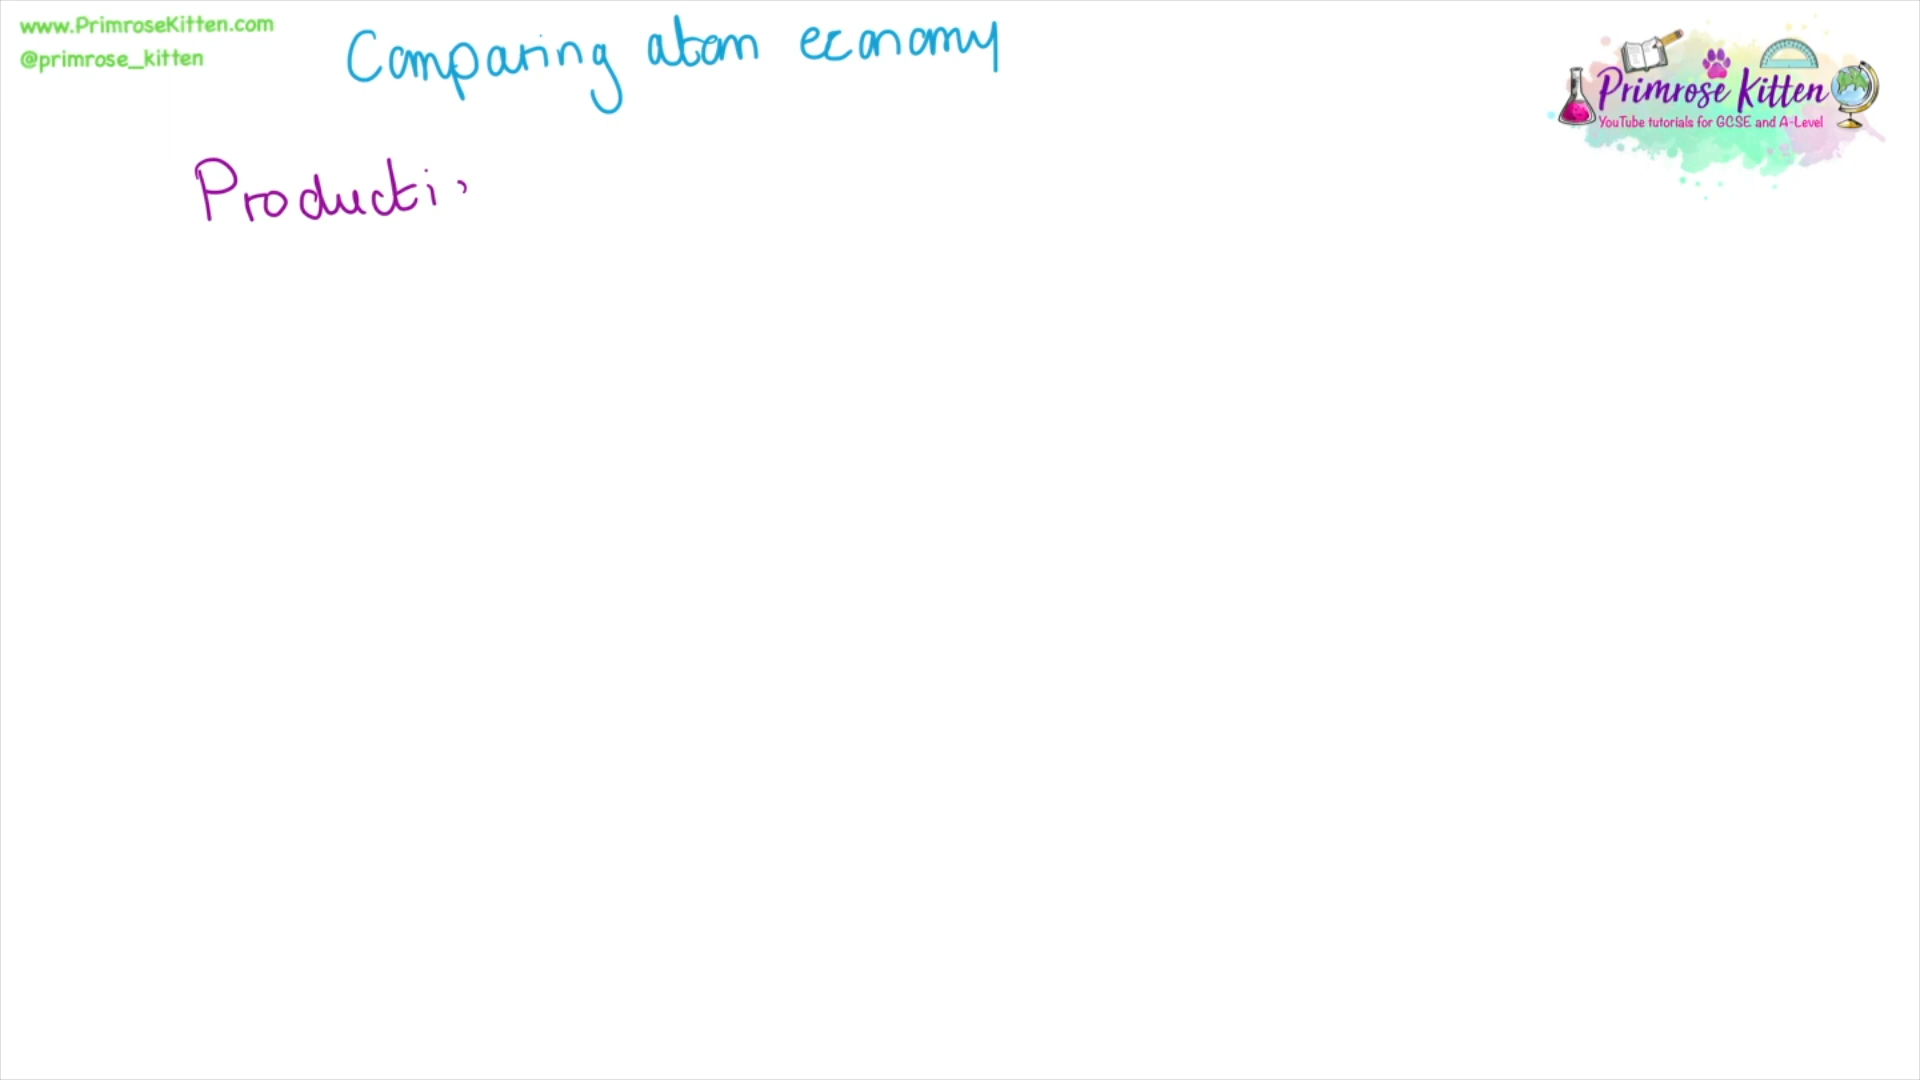 www.PrimroseKitten.com
@primrose_kitten
Comparing atom economy
Primrose Kitten
YouTube tutorials for GCSE and A-Level
Producti